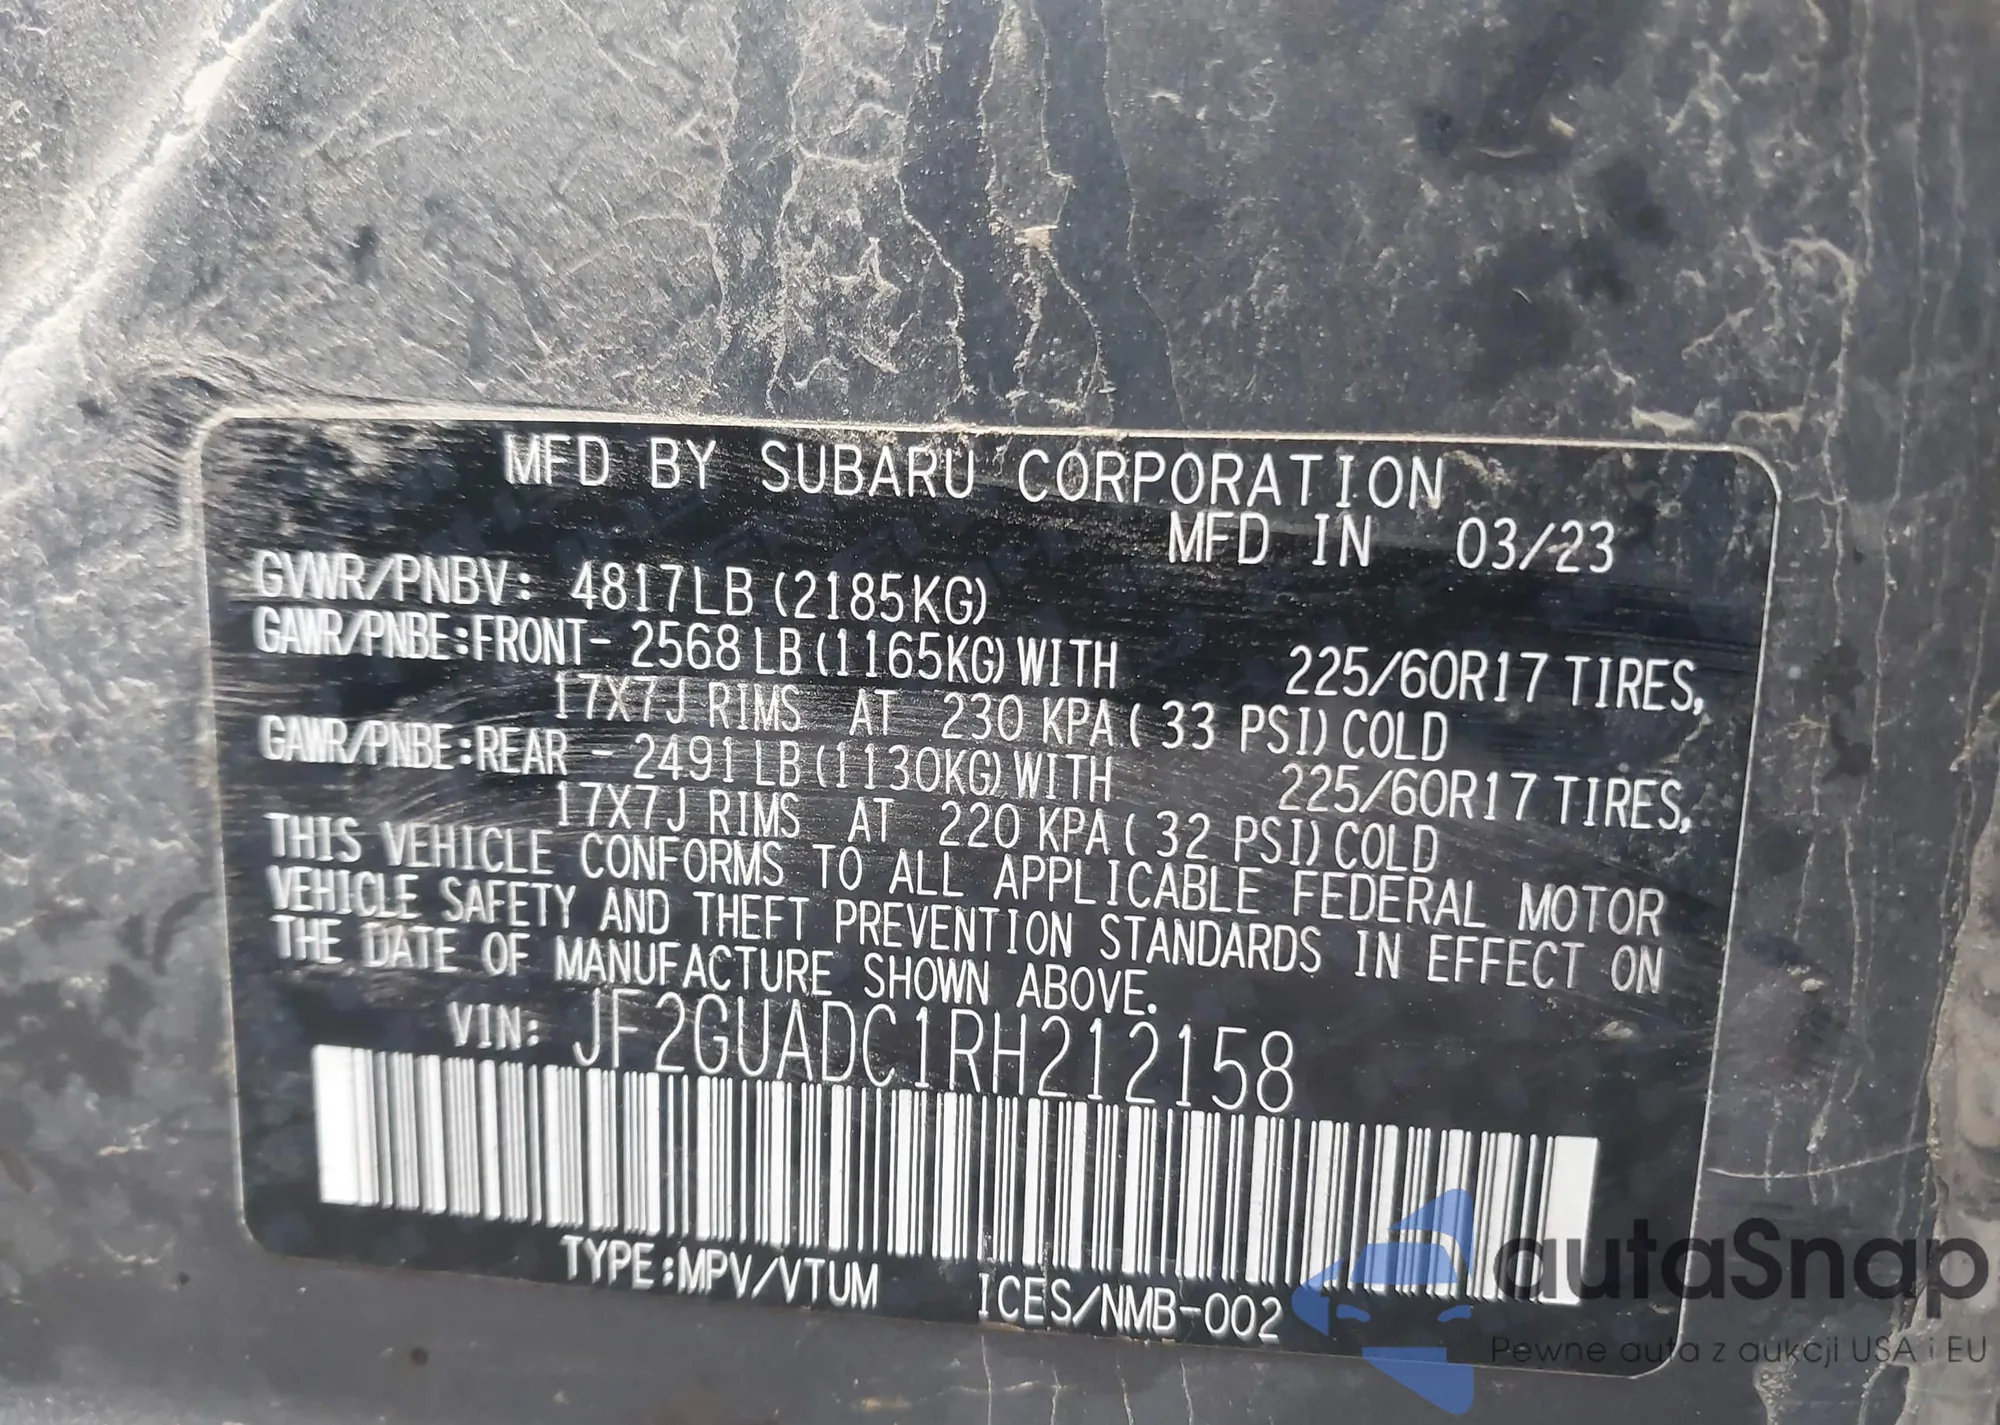 MFD BY SUBARU CORPORATION
MFD IN 03/23
GVWR/PNBV: 4817LB (2185KG)
GAWR/PNBE:FRONT- 2568 LB (1165KG) WITH 225/60R17 TIRES,
17X7J RIMS AT 230 KPA ( 33 PSI) COLD
GAWR/PNBE:REAR - 2491 LB (1130KG) WITH 225/60R17 TIRES,
17X7J RIMS AT 220 KPA ( 32 PSI) COLD
THIS VEHICLE CONFORMS TO ALL APPLICABLE FEDERAL MOTOR
VEHICLE SAFETY AND THEFT PREVENTION STANDARDS IN EFFECT ON
THE DATE OF MANUFACTURE SHOWN ABOVE.
VIN: JF2GUADC1RH212158
TYPE:MPV/VTUM ICES/NMB-002
autaSnap
Pewne auta z aukcji USA i EU